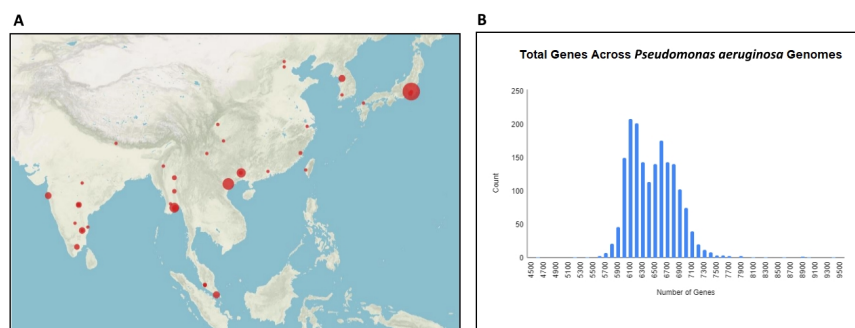 A
B
Total Genes Across Pseudomonas aeruginosa Genomes
250
200
150
100
50
0
Count
4500 4700 4900 5100 5300 5500 5700 5900 6100 6300 6500 6700 6900 7100 7300 7500 7700 7900 8100 8300 8500 8700 8900 9100 9300 9500
Number of Genes